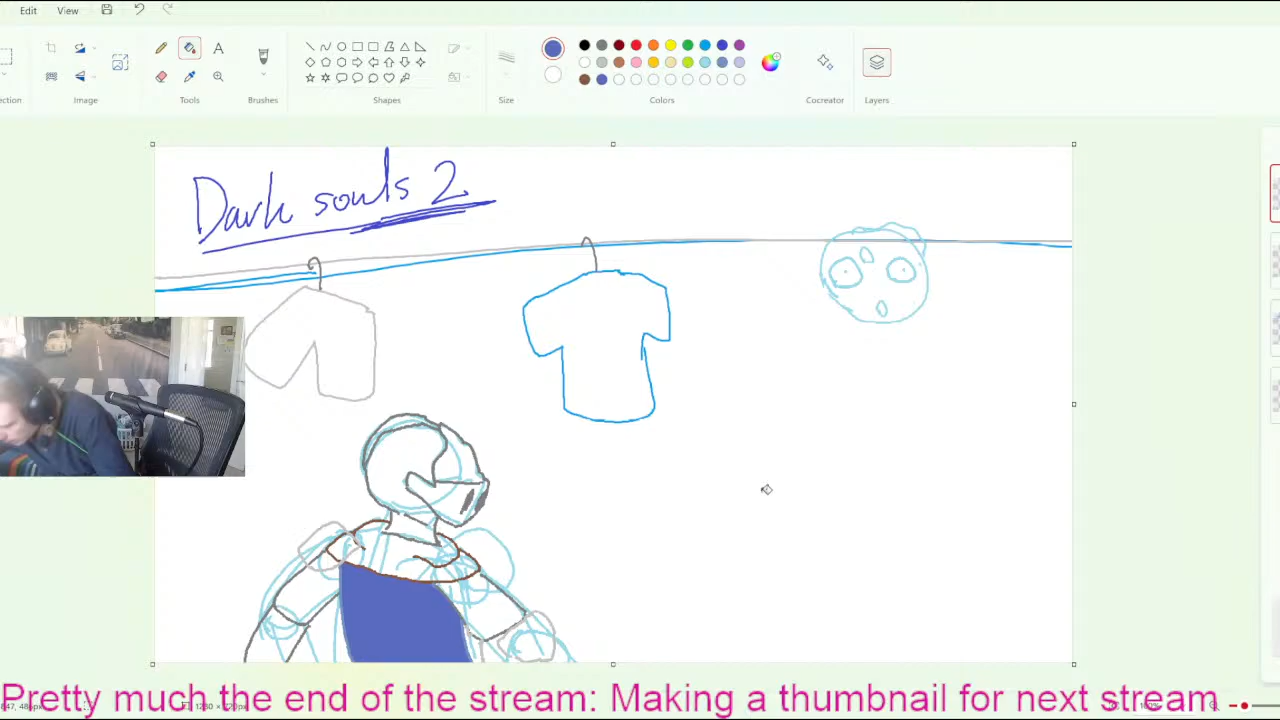 Edit View
A
Image
Tools
Brushes
Shapes
Size
Colors
Cocreator
Layers
Dark souls 2
Pretty much the end of the stream: Making a thumbnail for next stream